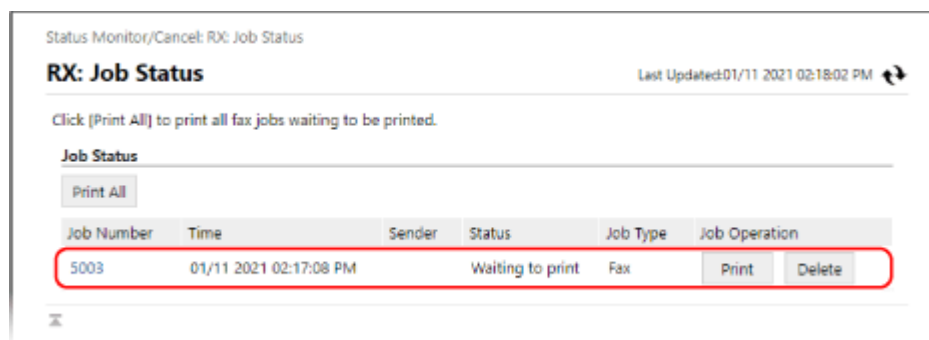 Status Monitor/Cancel: RX: Job Status
RX: Job Status Last Updated:01/11 2021 02:18:02 PM
Click [Print All] to print all fax jobs waiting to be printed.
Job Status
Print All
Job Number Time Sender Status Job Type Job Operation
5003 01/11 2021 02:17:08 PM Waiting to print Fax Print Delete